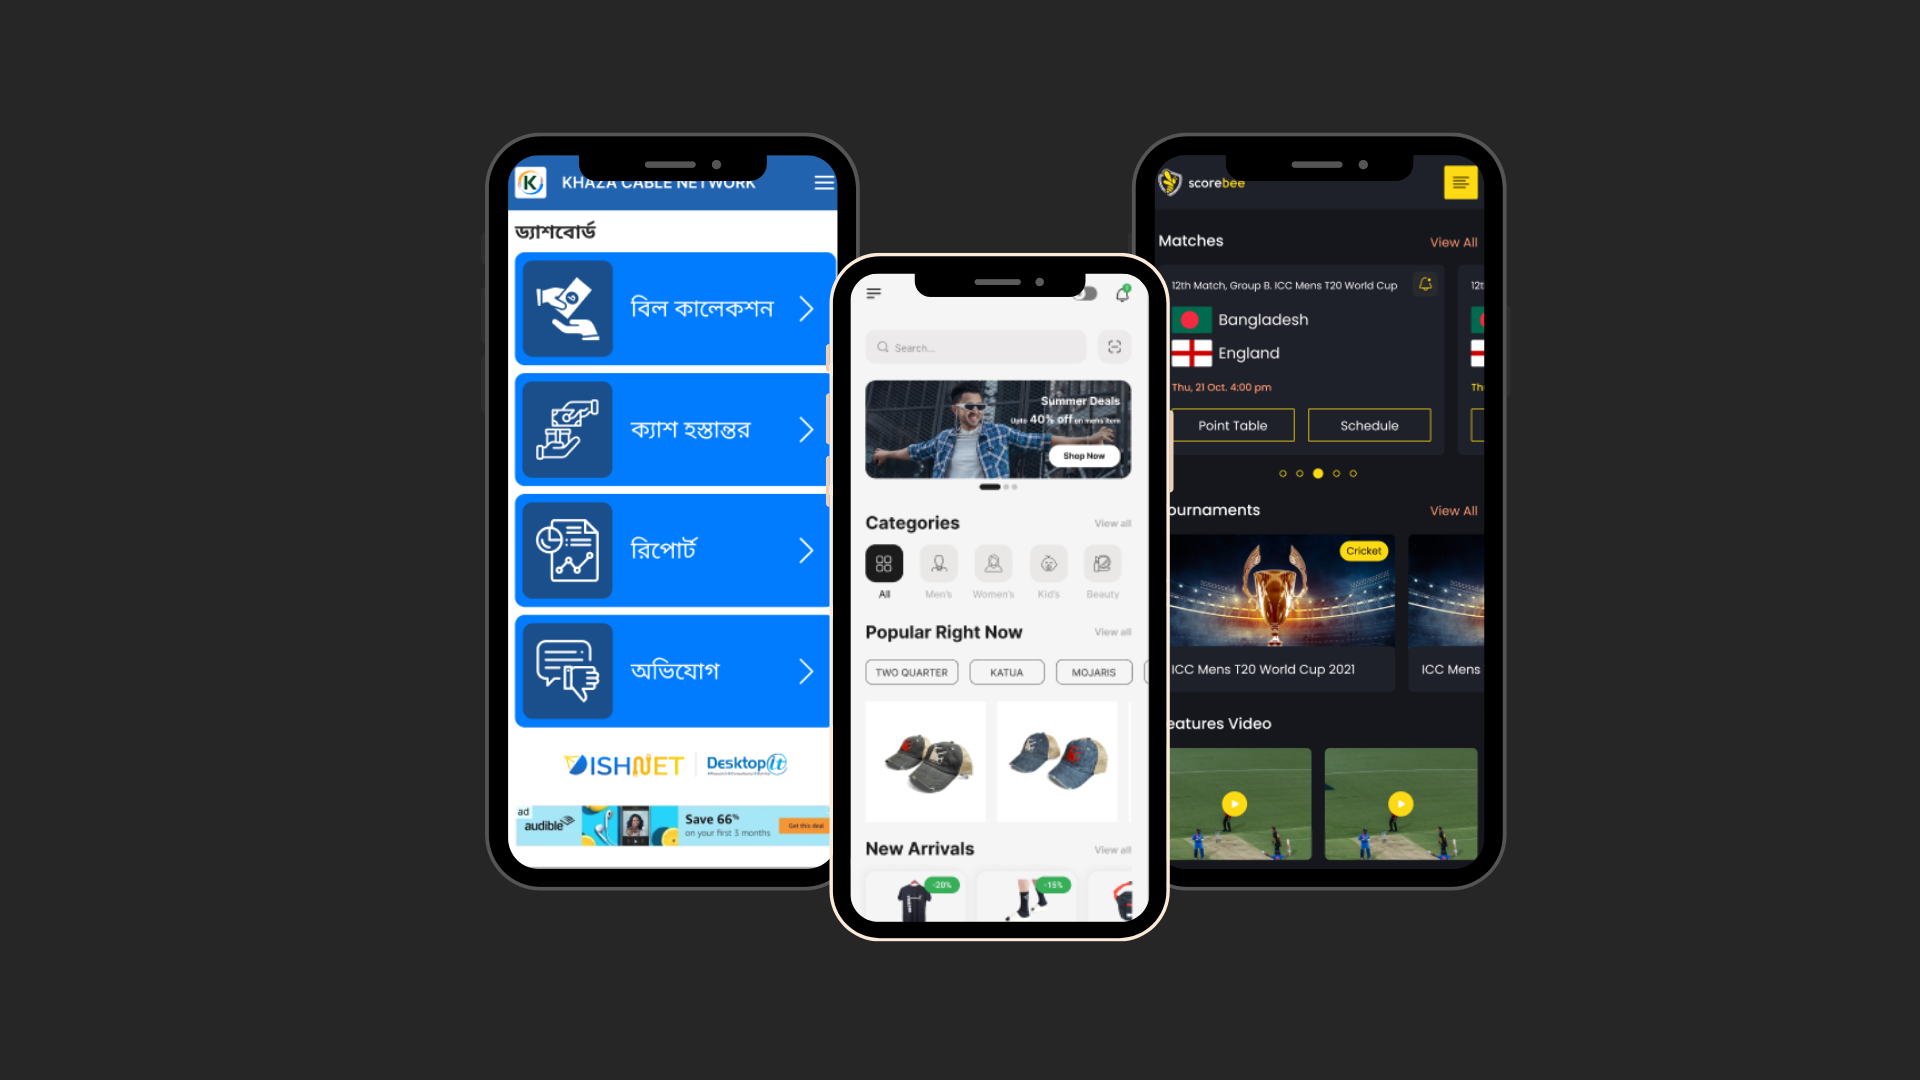 KHAZA CABLE NETWORK
ড্যাশবোর্ড
বিল কালেকশন
ক্যাশ হস্তান্তর
রিপোর্ট
অভিযোগ
DISHNET
Desktop it
ad
audible
Save 66%
on your first 3 months
Get this deal
Search...
Summer Deals
Upto 40% off on mens item
Shop Now
Categories
View all
All
Men's
Women's
Kid's
Beauty
Popular Right Now
View all
TWO QUARTER
KATUA
MOJARIS
New Arrivals
View all
-20%
-15%
scorebee
Matches
View All
12th Match, Group B. ICC Mens T20 World Cup
Bangladesh
England
Thu, 21 Oct. 4:00 pm
Point Table
Schedule
12t
Th
ournaments
View All
Cricket
ICC Mens T20 World Cup 2021
ICC Mens
eatures Video